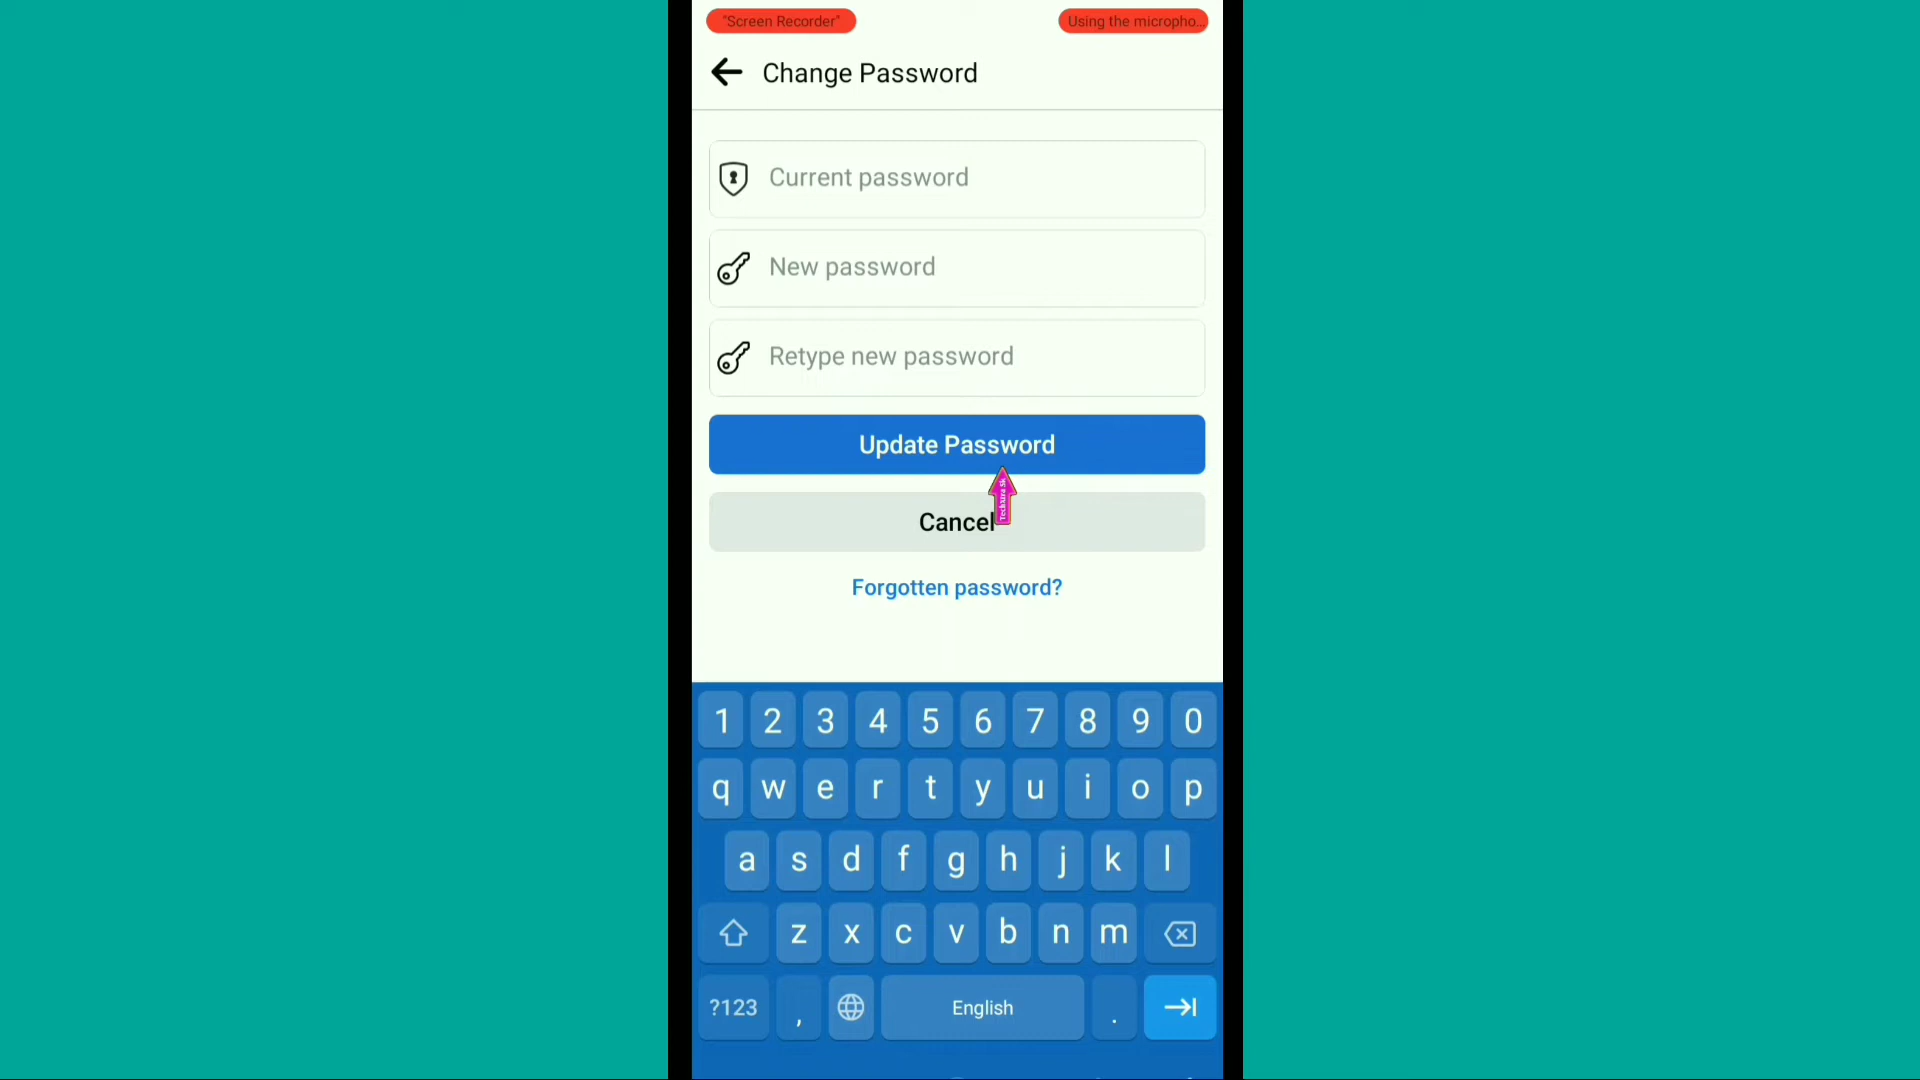 "Screen Recorder"
Using the micropho...
Change Password
Current password
New password
Retype new password
Update Password
Cancel
Forgotten password?
1 2 3 4 5 6 7 8 9 0
q w e r t y u i o p
a s d f g h j k l
z x c v b n m
?123 , English .